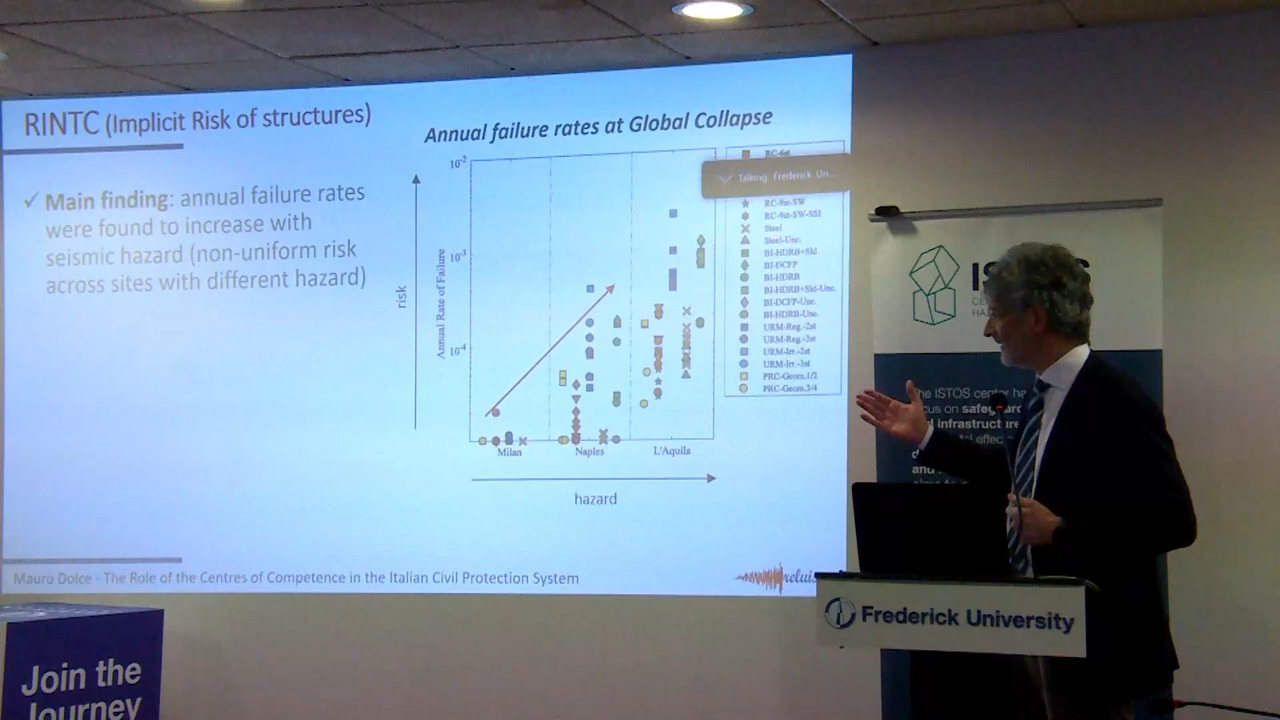 RINTC (Implicit Risk of structures)
✓ Main finding: annual failure rates
were found to increase with
seismic hazard (non-uniform risk
across sites with different hazard)
Annual failure rates at Global Collapse
risk
Annual Rate of Failure
10-2
10-3
10-4
Milan
Naples
L'Aquila
hazard
Talking: Frederick Un...
RC-9st-SW
RC-9st-SW-SSI
Steel
Steel-Unc.
BI-HDRB+Sld
BI-DCFP
BI-HDRB
BI-HDRB+Sld-Unc.
BI-DCFP-Unc.
BI-HDRB-Unc.
URM-Reg.-2st
URM-Reg.-3st
URM-Irr.-2st
URM-Irr.-3st
PRC-Geom.1/2
PRC-Geom.3/4
Mauro Dolce - The Role of the Centres of Competence in the Italian Civil Protection System
reluis
Join the
Journey
The ISTOS center
Frederick University